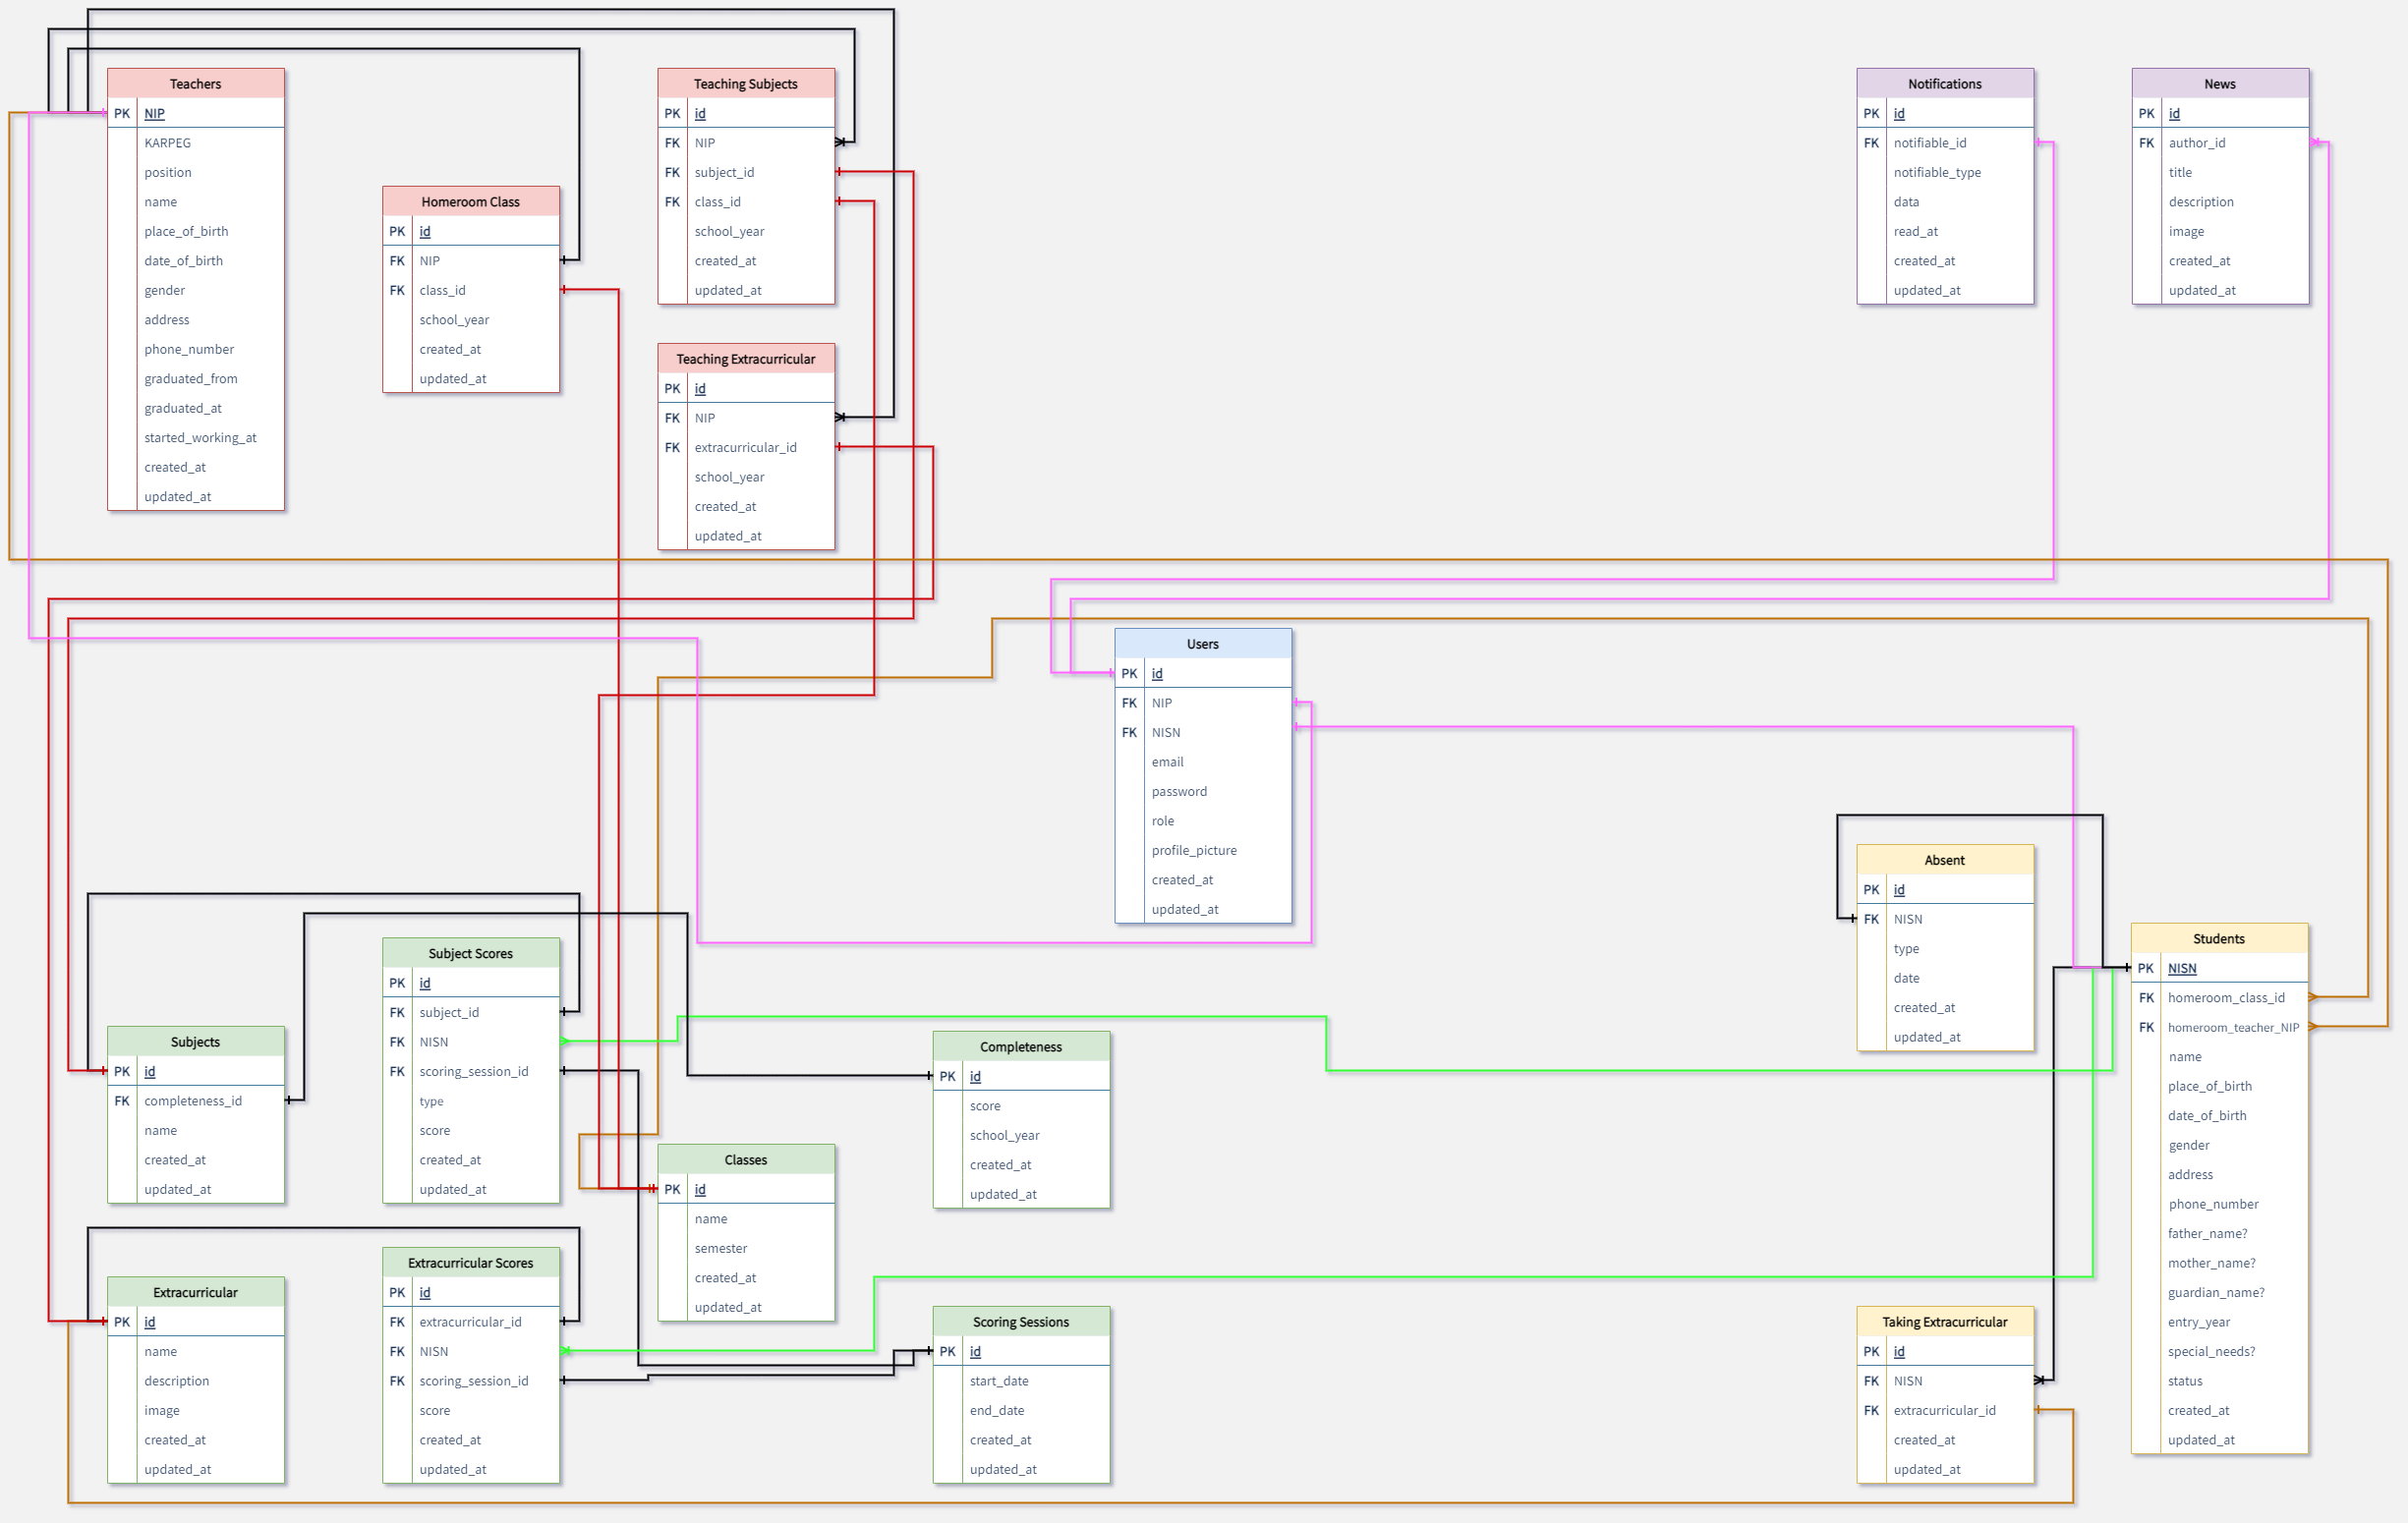 Teachers
PK NIP
KARPEG
position
name
place_of_birth
date_of_birth
gender
address
phone_number
graduated_from
graduated_at
started_working_at
created_at
updated_at
Homeroom Class
PK id
FK NIP
FK class_id
school_year
created_at
updated_at
Teaching Subjects
PK id
FK NIP
FK subject_id
FK class_id
school_year
created_at
updated_at
Teaching Extracurricular
PK id
FK NIP
FK extracurricular_id
school_year
created_at
updated_at
Notifications
PK id
FK notifiable_id
notifiable_type
data
read_at
created_at
updated_at
News
PK id
FK author_id
title
description
image
created_at
updated_at
Users
PK id
FK NIP
FK NISN
email
password
role
profile_picture
created_at
updated_at
Absent
PK id
FK NISN
type
date
created_at
updated_at
Students
PK NISN
FK homeroom_class_id
FK homeroom_teacher_NIP
name
place_of_birth
date_of_birth
gender
address
phone_number
father_name?
mother_name?
guardian_name?
entry_year
special_needs?
status
created_at
updated_at
Subjects
PK id
FK completeness_id
name
created_at
updated_at
Subject Scores
PK id
FK subject_id
FK NISN
FK scoring_session_id
type
score
created_at
updated_at
Classes
PK id
name
semester
created_at
updated_at
Completeness
PK id
score
school_year
created_at
updated_at
Extracurricular
PK id
name
description
image
created_at
updated_at
Extracurricular Scores
PK id
FK extracurricular_id
FK NISN
FK scoring_session_id
score
created_at
updated_at
Scoring Sessions
PK id
start_date
end_date
created_at
updated_at
Taking Extracurricular
PK id
FK NISN
FK extracurricular_id
created_at
updated_at